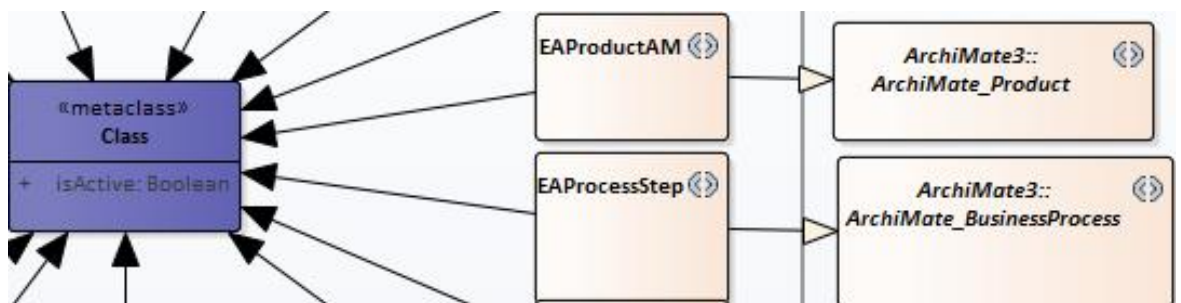 «metaclass»
Class
+ isActive: Boolean
EAProductAM
ArchiMate3::
ArchiMate_Product
EAProcessStep
ArchiMate3::
ArchiMate_BusinessProcess